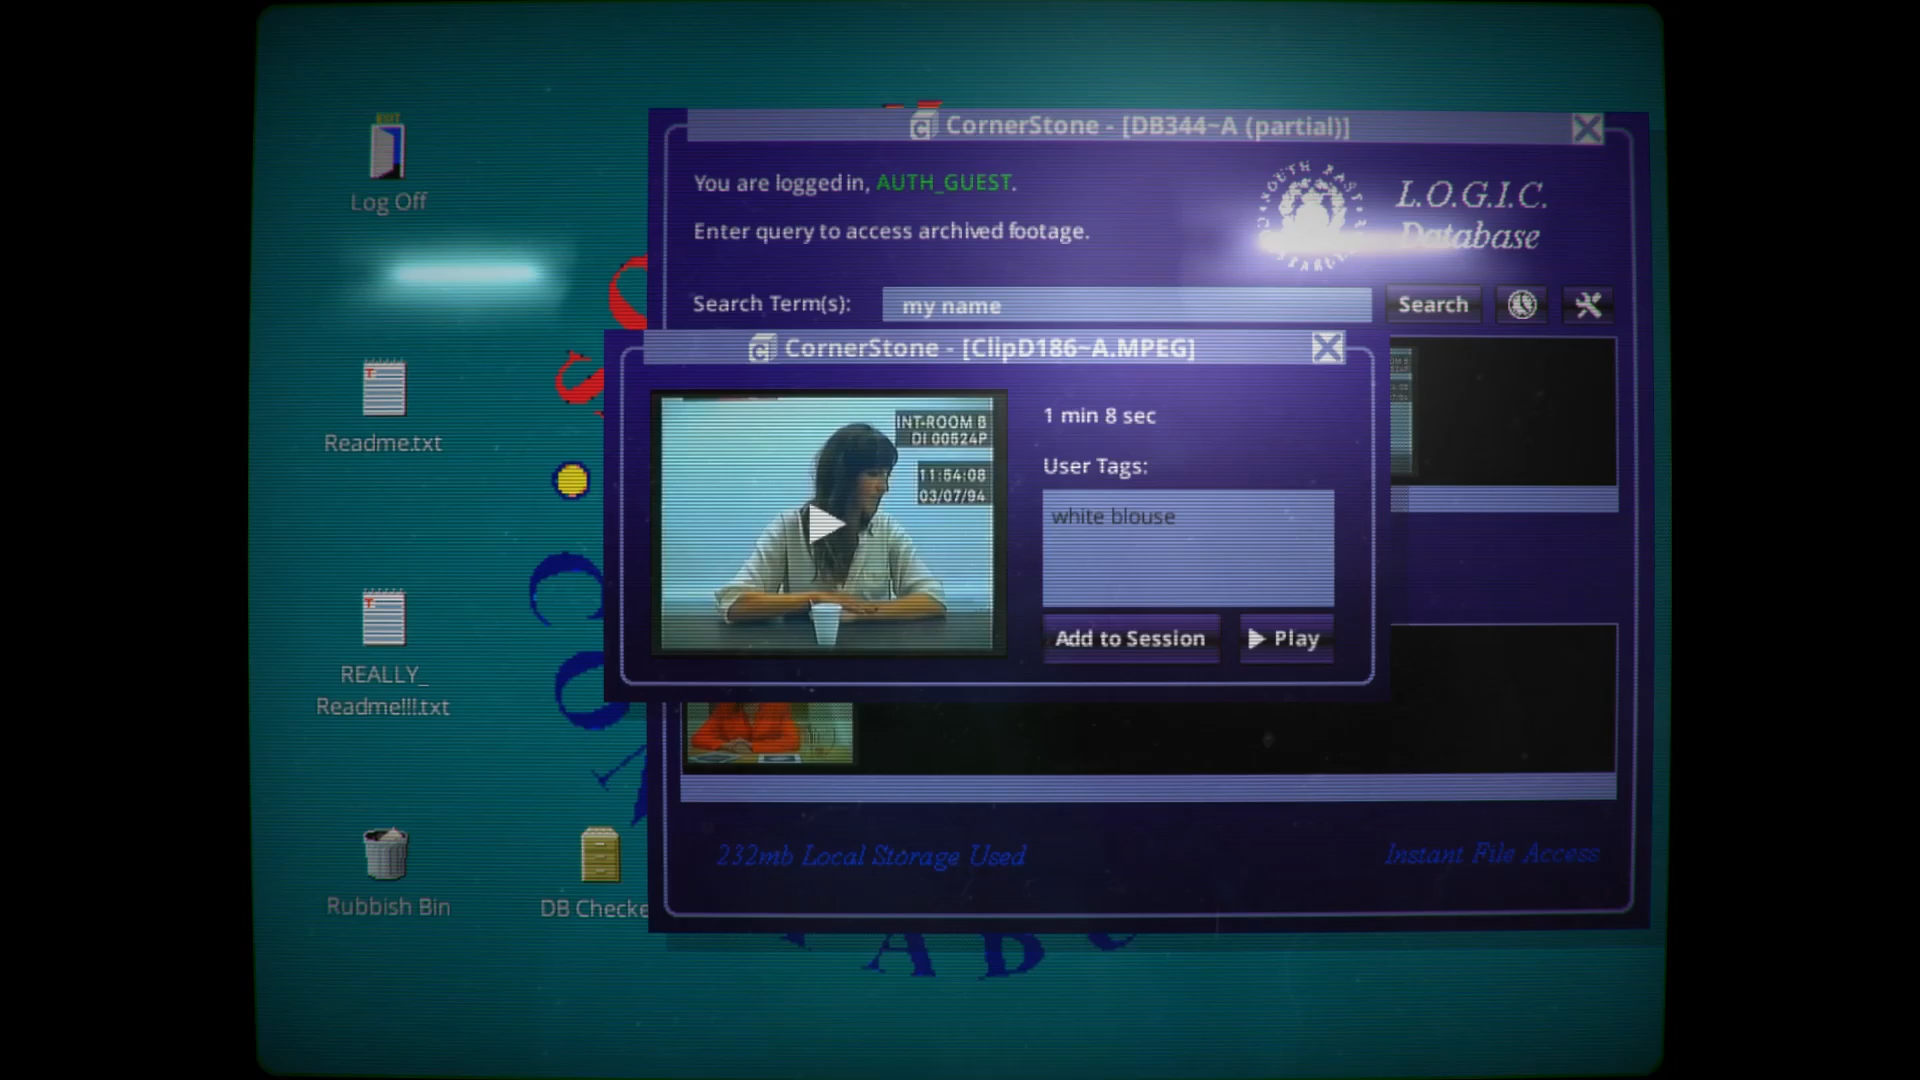 EXIT
Log Off
Readme.txt
REALLY_
Readme!!!.txt
Rubbish Bin
DB Checke
CornerStone - [DB344~A (partial)]
You are logged in, AUTH_GUEST.
Enter query to access archived footage.
SOUTH EAST
L.O.G.I.C.
Database
Search Term(s):
my name
Search
CornerStone - [ClipD186~A.MPEG]
INT-ROOM B
DI 00524P
11:54:08
03/07/94
1 min 8 sec
User Tags:
white blouse
Add to Session
Play
232mb Local Storage Used
Instant File Access